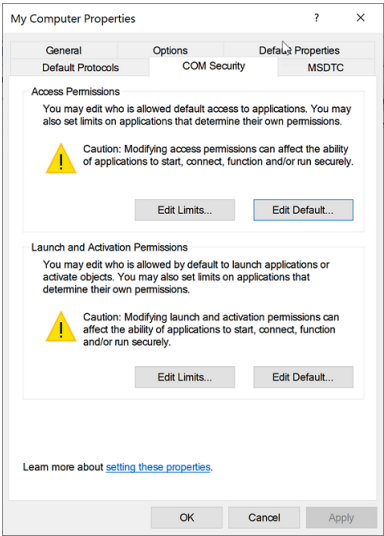 My Computer Properties
?
×
General
Options
Default Properties
Default Protocols
COM Security
MSDTC
Access Permissions
You may edit who is allowed default access to applications. You may
also set limits on applications that determine their own permissions.
Caution: Modifying access permissions can affect the ability
of applications to start, connect, function and/or run securely.
Edit Limits...
Edit Default...
Launch and Activation Permissions
You may edit who is allowed by default to launch applications or
activate objects. You may also set limits on applications that
determine their own permissions.
Caution: Modifying launch and activation permissions can
affect the ability of applications to start, connect, function
and/or run securely.
Edit Limits...
Edit Default...
Learn more about setting these properties.
OK
Cancel
Apply